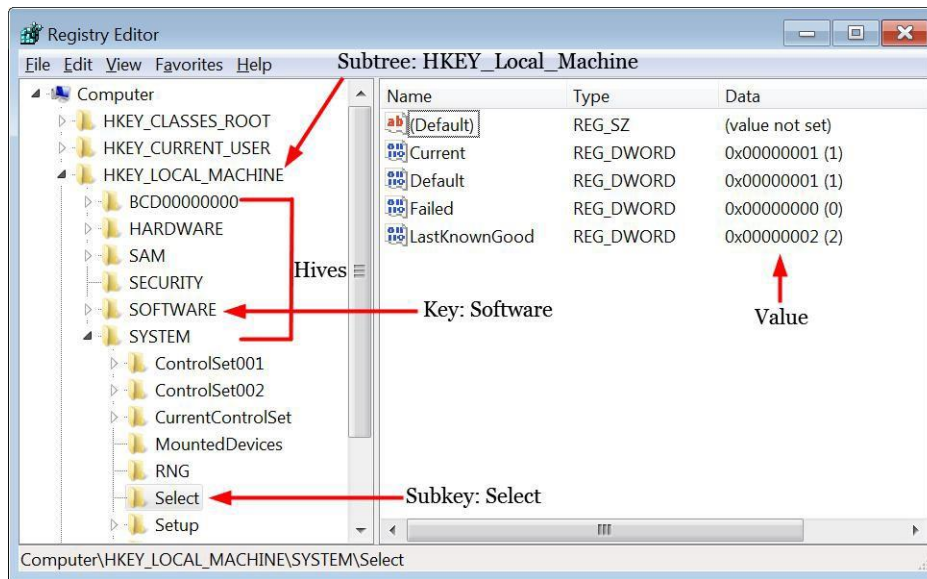 Registry Editor
File Edit View Favorites Help
Subtree: HKEY_Local_Machine
Computer
HKEY_CLASSES_ROOT
HKEY_CURRENT_USER
HKEY_LOCAL_MACHINE
BCD00000000
HARDWARE
SAM
SECURITY
SOFTWARE
SYSTEM
ControlSet001
ControlSet002
CurrentControlSet
MountedDevices
RNG
Select
Setup
Hives
Key: Software
Subkey: Select
Name Type Data
(Default) REG_SZ (value not set)
Current REG_DWORD 0x00000001 (1)
Default REG_DWORD 0x00000001 (1)
Failed REG_DWORD 0x00000000 (0)
LastKnownGood REG_DWORD 0x00000002 (2)
Value
Computer\HKEY_LOCAL_MACHINE\SYSTEM\Select